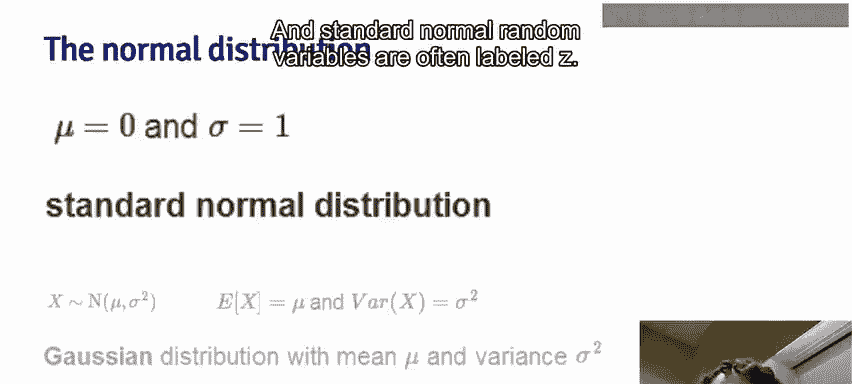 The normal distribution
And standard normal random
variables are often labeled z.
μ = 0 and σ = 1
standard normal distribution
X ~ N(μ, σ²) E[X] = μ and Var(X) = σ²
Gaussian distribution with mean μ and variance σ²